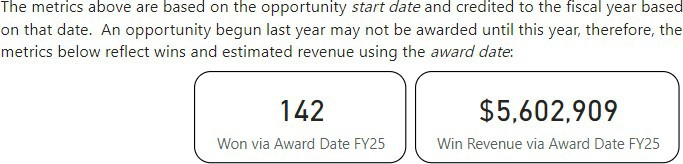 The metrics above are based on the opportunity start date and credited to the fiscal year based
on that date.  An opportunity begun last year may not be awarded until this year, therefore, the
metrics below reflect wins and estimated revenue using the award date:
142
Won via Award Date FY25
$5,602,909
Win Revenue via Award Date FY25